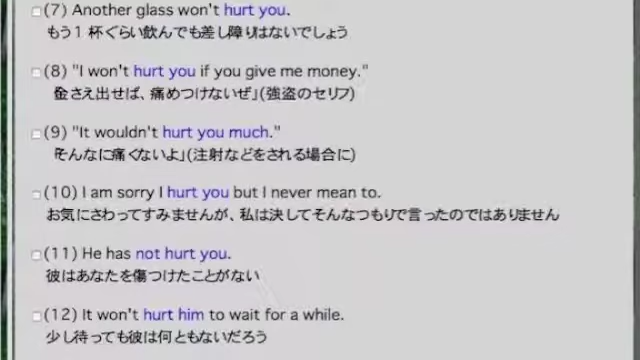 (7) Another glass won't hurt you.
もう1杯ぐらい飲んでも差し障りはないでしょう
(8) "I won't hurt you if you give me money."
金さえ出せば、痛めつけないぜ」(強盗のセリフ)
(9) "It wouldn't hurt you much."
そんなに痛くないよ」(注射などをされる場合に)
(10) I am sorry I hurt you but I never mean to.
お気にさわってすみませんが、私は決してそんなつもりで言ったのではありません
(11) He has not hurt you.
彼はあなたを傷つけたことがない
(12) It won't hurt him to wait for a while.
少し待っても彼は何ともないだろう